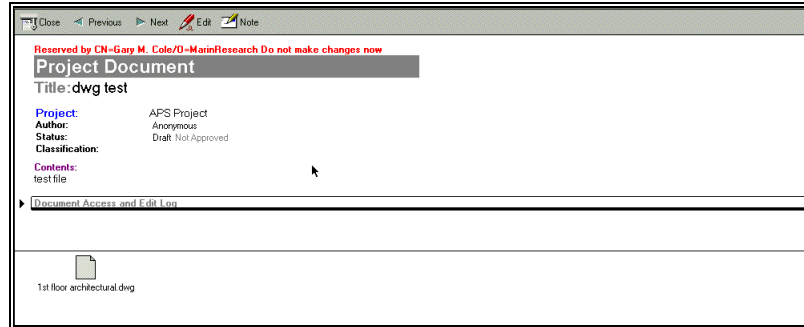 Close Previous Next Edit Note
Reserved by CN=Gary M. Cole/O=MarinResearch Do not make changes now
Project Document
Title: dwg test
Project: APS Project
Author: Anonymous
Status: Draft Not Approved
Classification:
Contents:
test file
Document Access and Edit Log
1st floor architectural.dwg